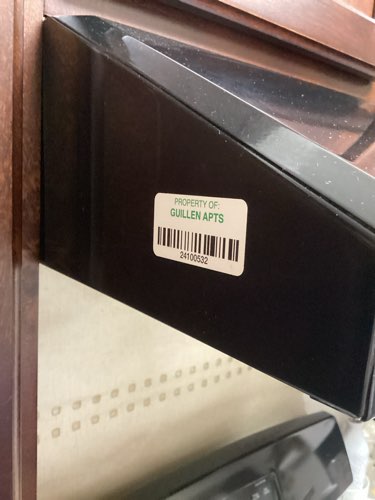 PROPERTY OF:
GUILLEN APTS
24100532